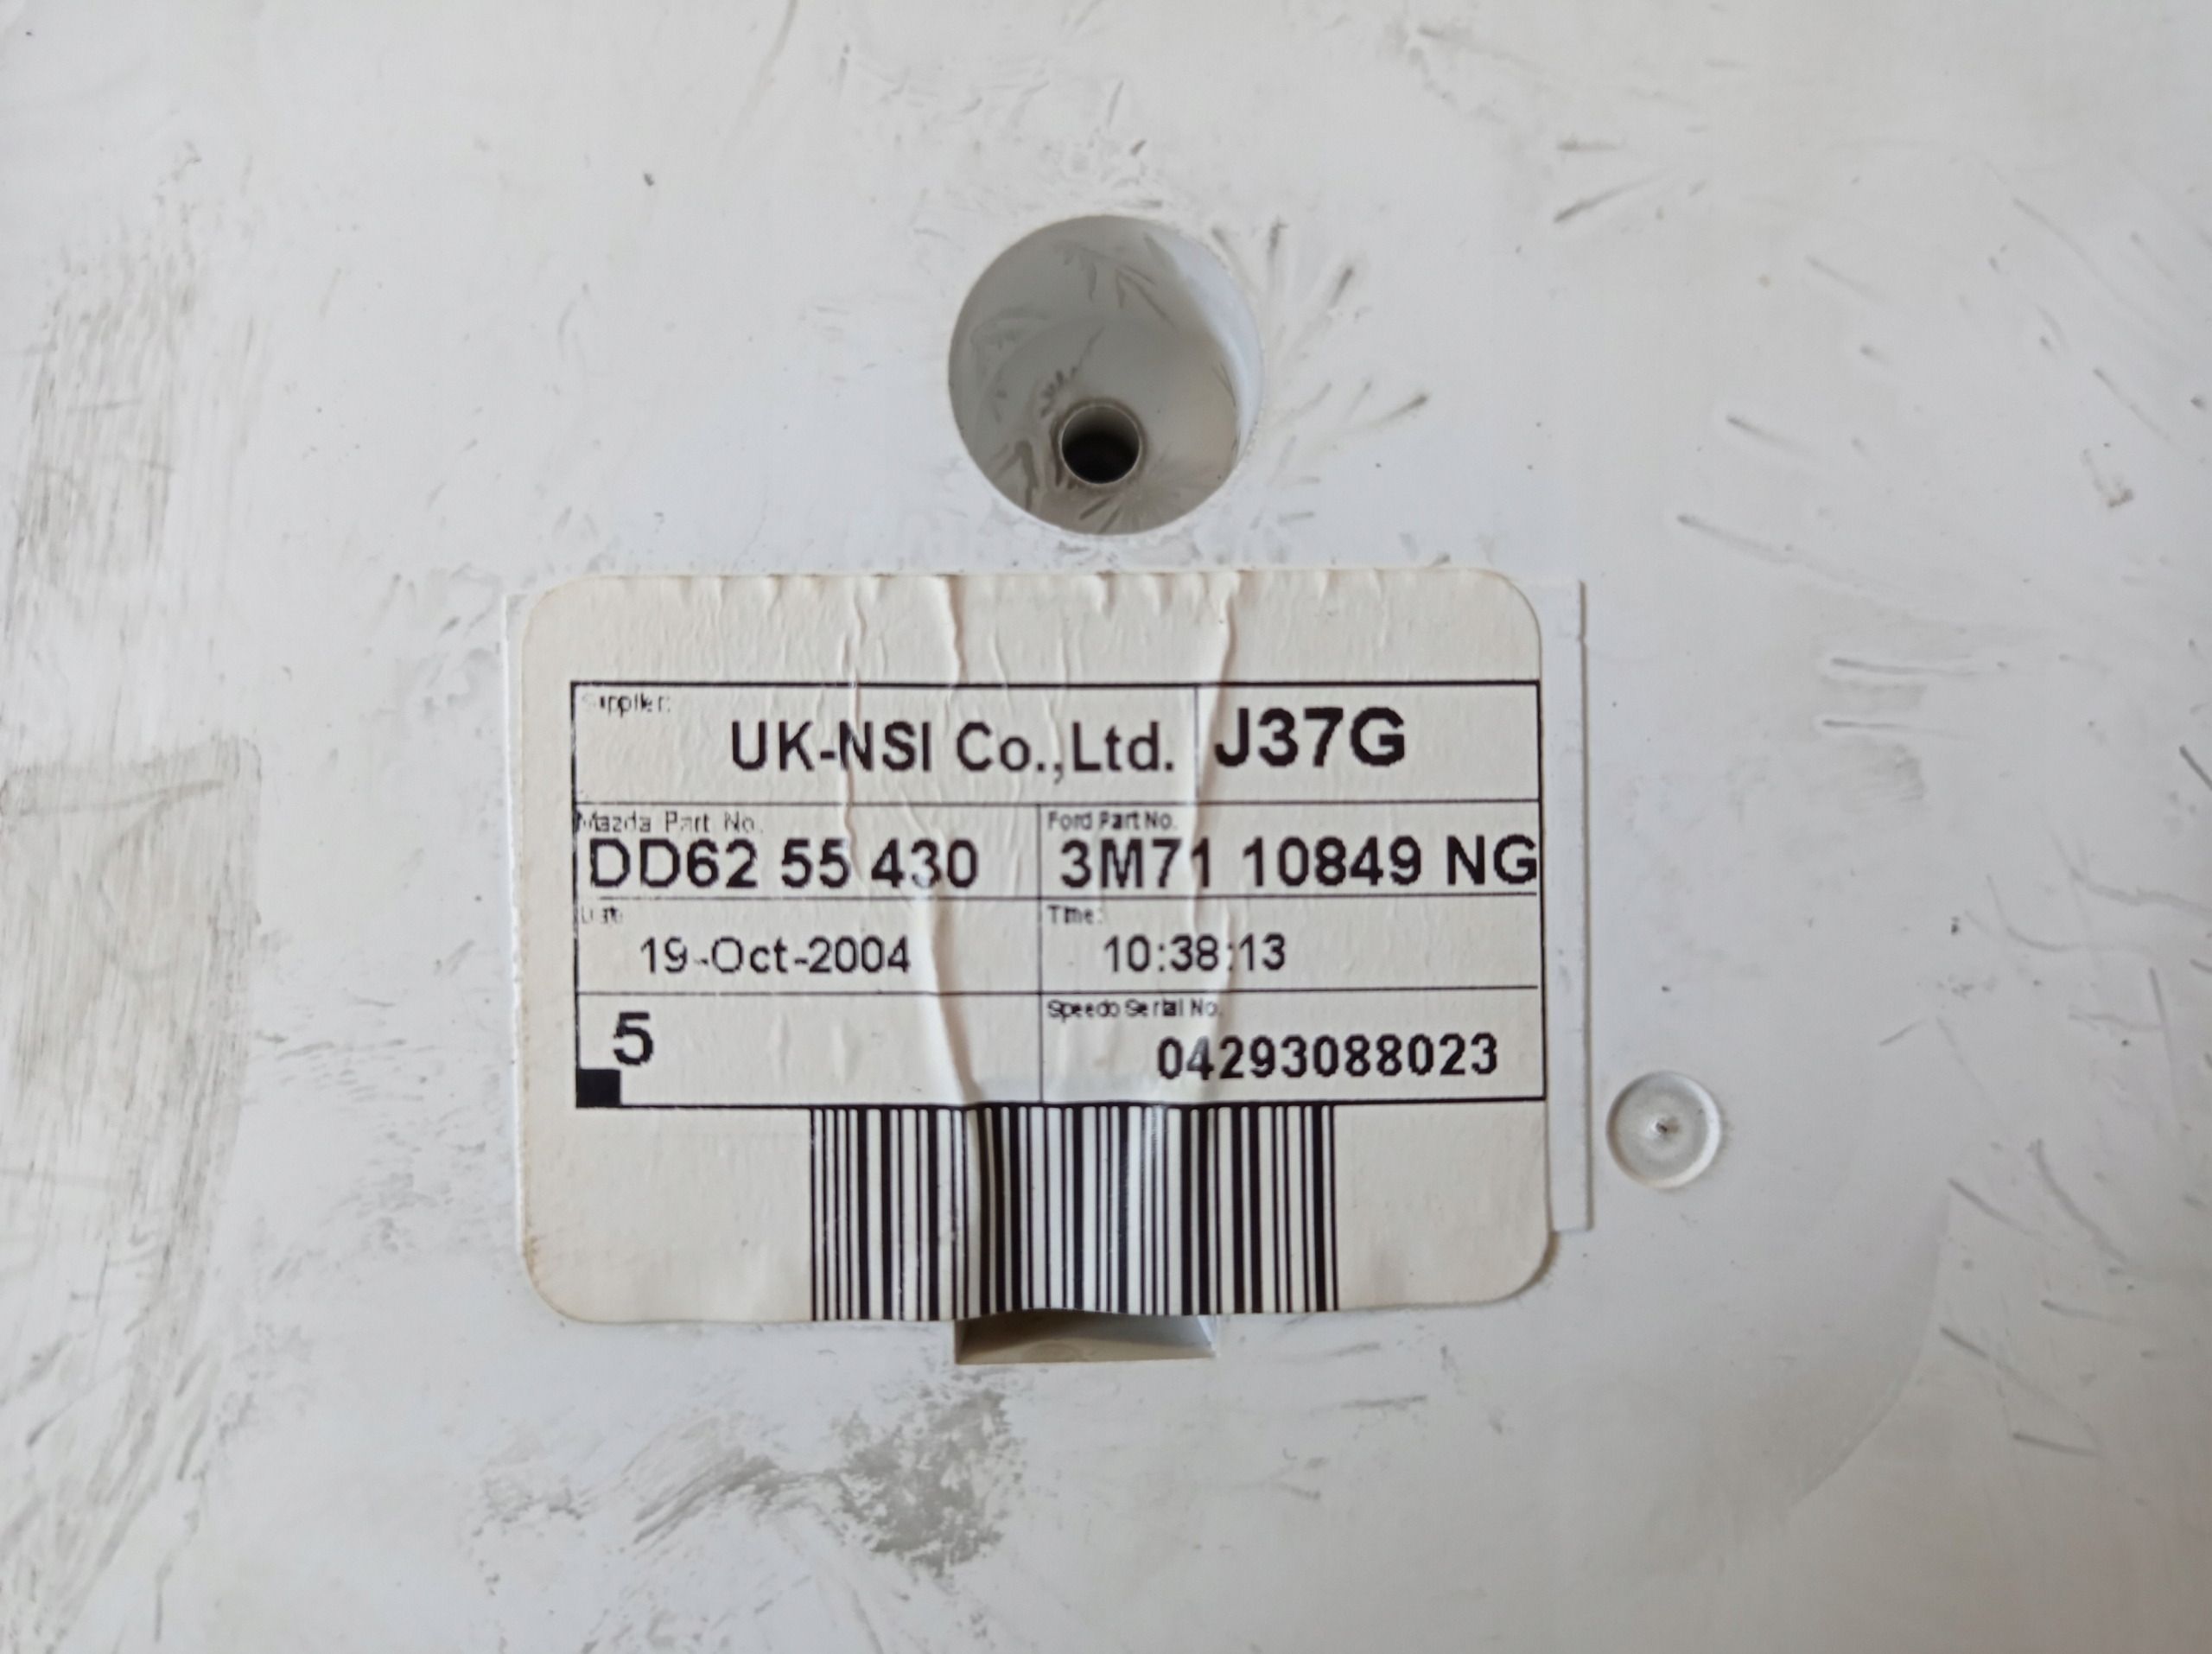 Supplier:
UK-NSI Co.,Ltd. J37G
Mazda Part No. Ford Part No.
DD62 55 430 3M71 10849 NG
Date Time:
19-Oct-2004 10:38:13
Speedo Serial No.
5 04293088023